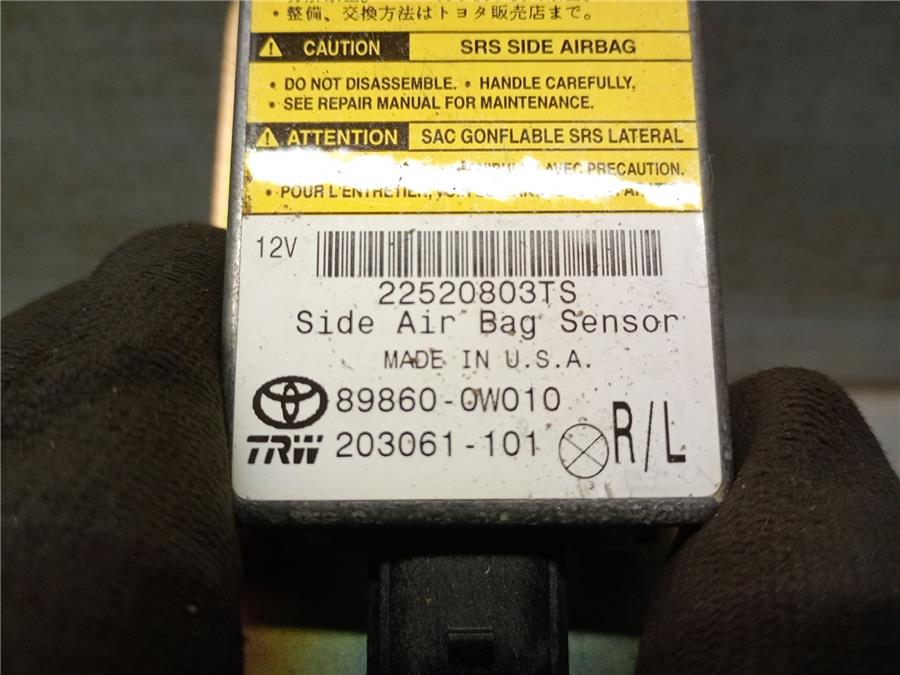 ・整備、交換方法はトヨタ販売店まで。
CAUTION SRS SIDE AIRBAG
• DO NOT DISASSEMBLE. • HANDLE CAREFULLY,
• SEE REPAIR MANUAL FOR MAINTENANCE.
ATTENTION SAC GONFLABLE SRS LATERAL
AVEC PRECAUTION.
• POUR L'ENTRETIER,
12V
22520803TS
Side Air Bag Sensor
MADE IN U.S.A.
89860-0W010
TRW 203061-101 R/L